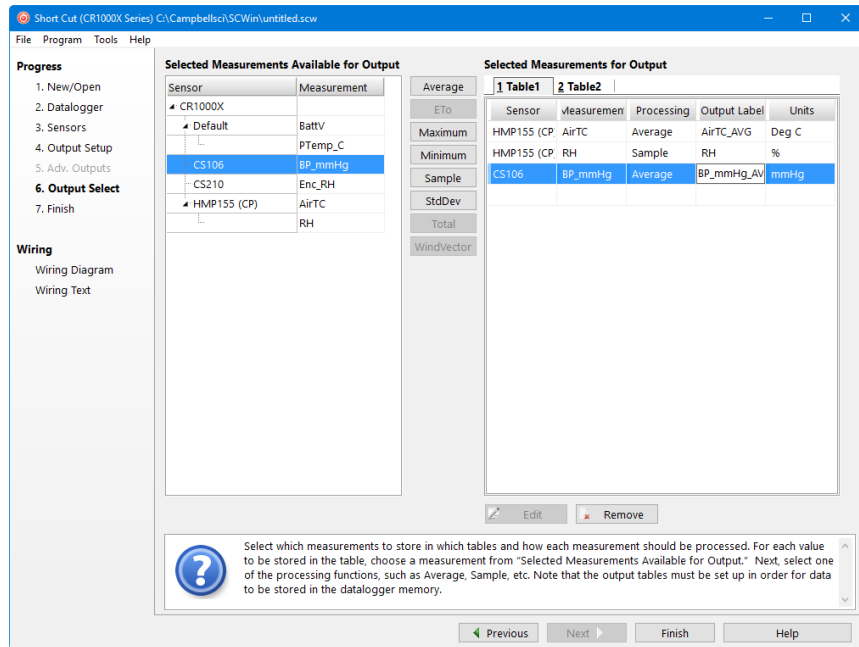 Short Cut (CR1000X Series) C:\Campbellsci\SCWin\untitled.scw
File Program Tools Help
Progress
1. New/Open
2. Datalogger
3. Sensors
4. Output Setup
5. Adv. Outputs
6. Output Select
7. Finish
Wiring
Wiring Diagram
Wiring Text
Selected Measurements Available for Output
Sensor Measurement
CR1000X
Default BattV
PTemp_C
CS106 BP_mmHg
CS210 Enc_RH
HMP155 (CP) AirTC
RH
Average
ETo
Maximum
Minimum
Sample
StdDev
Total
WindVector
Selected Measurements for Output
1 Table1 2 Table2
Sensor Measurement Processing Output Label Units
HMP155 (CP) AirTC Average AirTC_AVG Deg C
HMP155 (CP) RH Sample RH %
CS106 BP_mmHg Average BP_mmHg_AV mmHg
Edit Remove
Select which measurements to store in which tables and how each measurement should be processed. For each value
to be stored in the table, choose a measurement from "Selected Measurements Available for Output." Next, select one
of the processing functions, such as Average, Sample, etc. Note that the output tables must be set up in order for data
to be stored in the datalogger memory.
Previous Next Finish Help